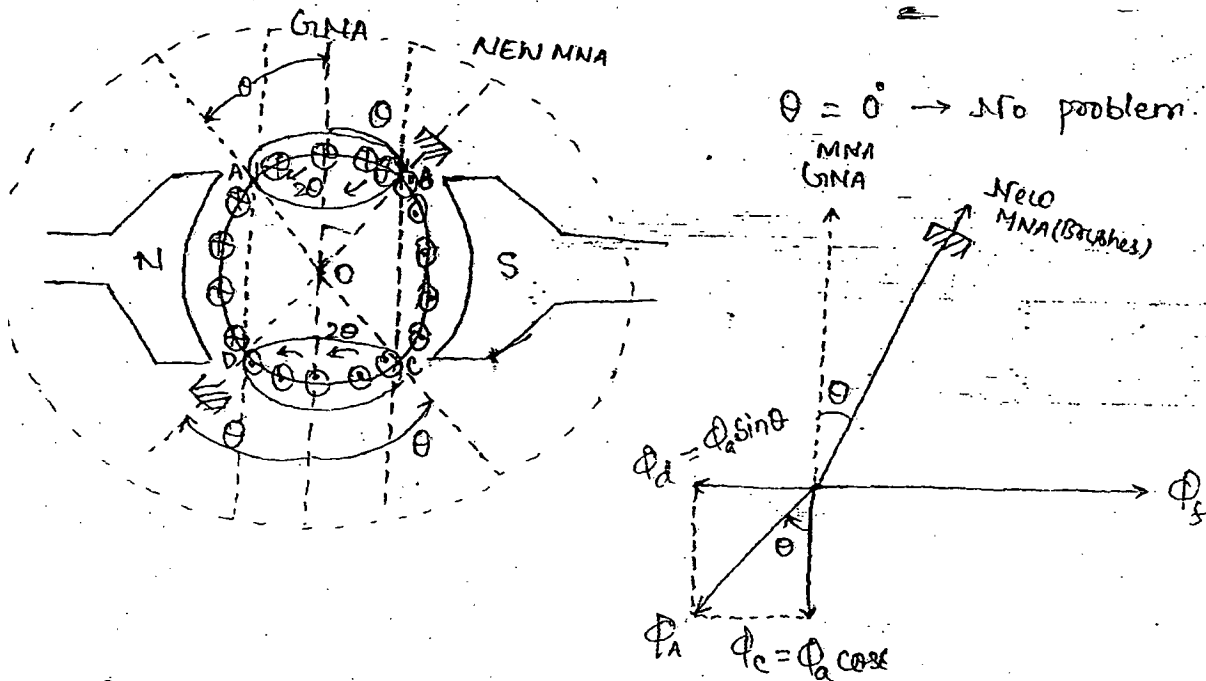 GNA
NEW MNA
θ
θ
A
B
2θ
N
O
S
2θ
D
C
θ
θ
θ = 0° → No problem.
MNA
GNA
New
MNA (Brushes)
θ
Φd = Φa sinθ
Φf
θ
ΦA
Φc = Φa cosθ